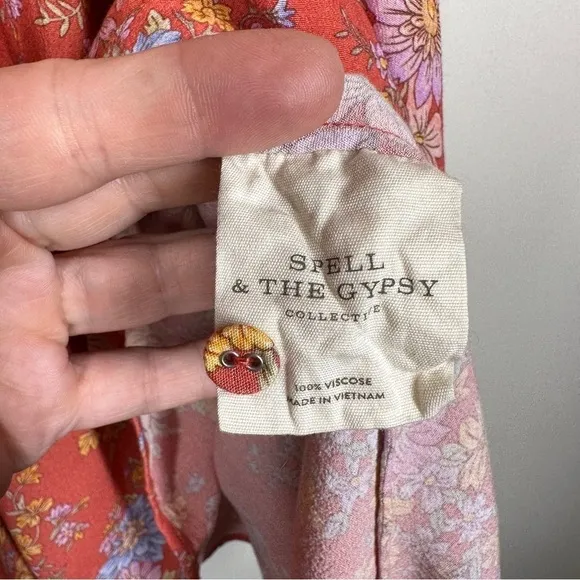 SPELL
& THE GYPSY
COLLECTIVE
100% VISCOSE
MADE IN VIETNAM